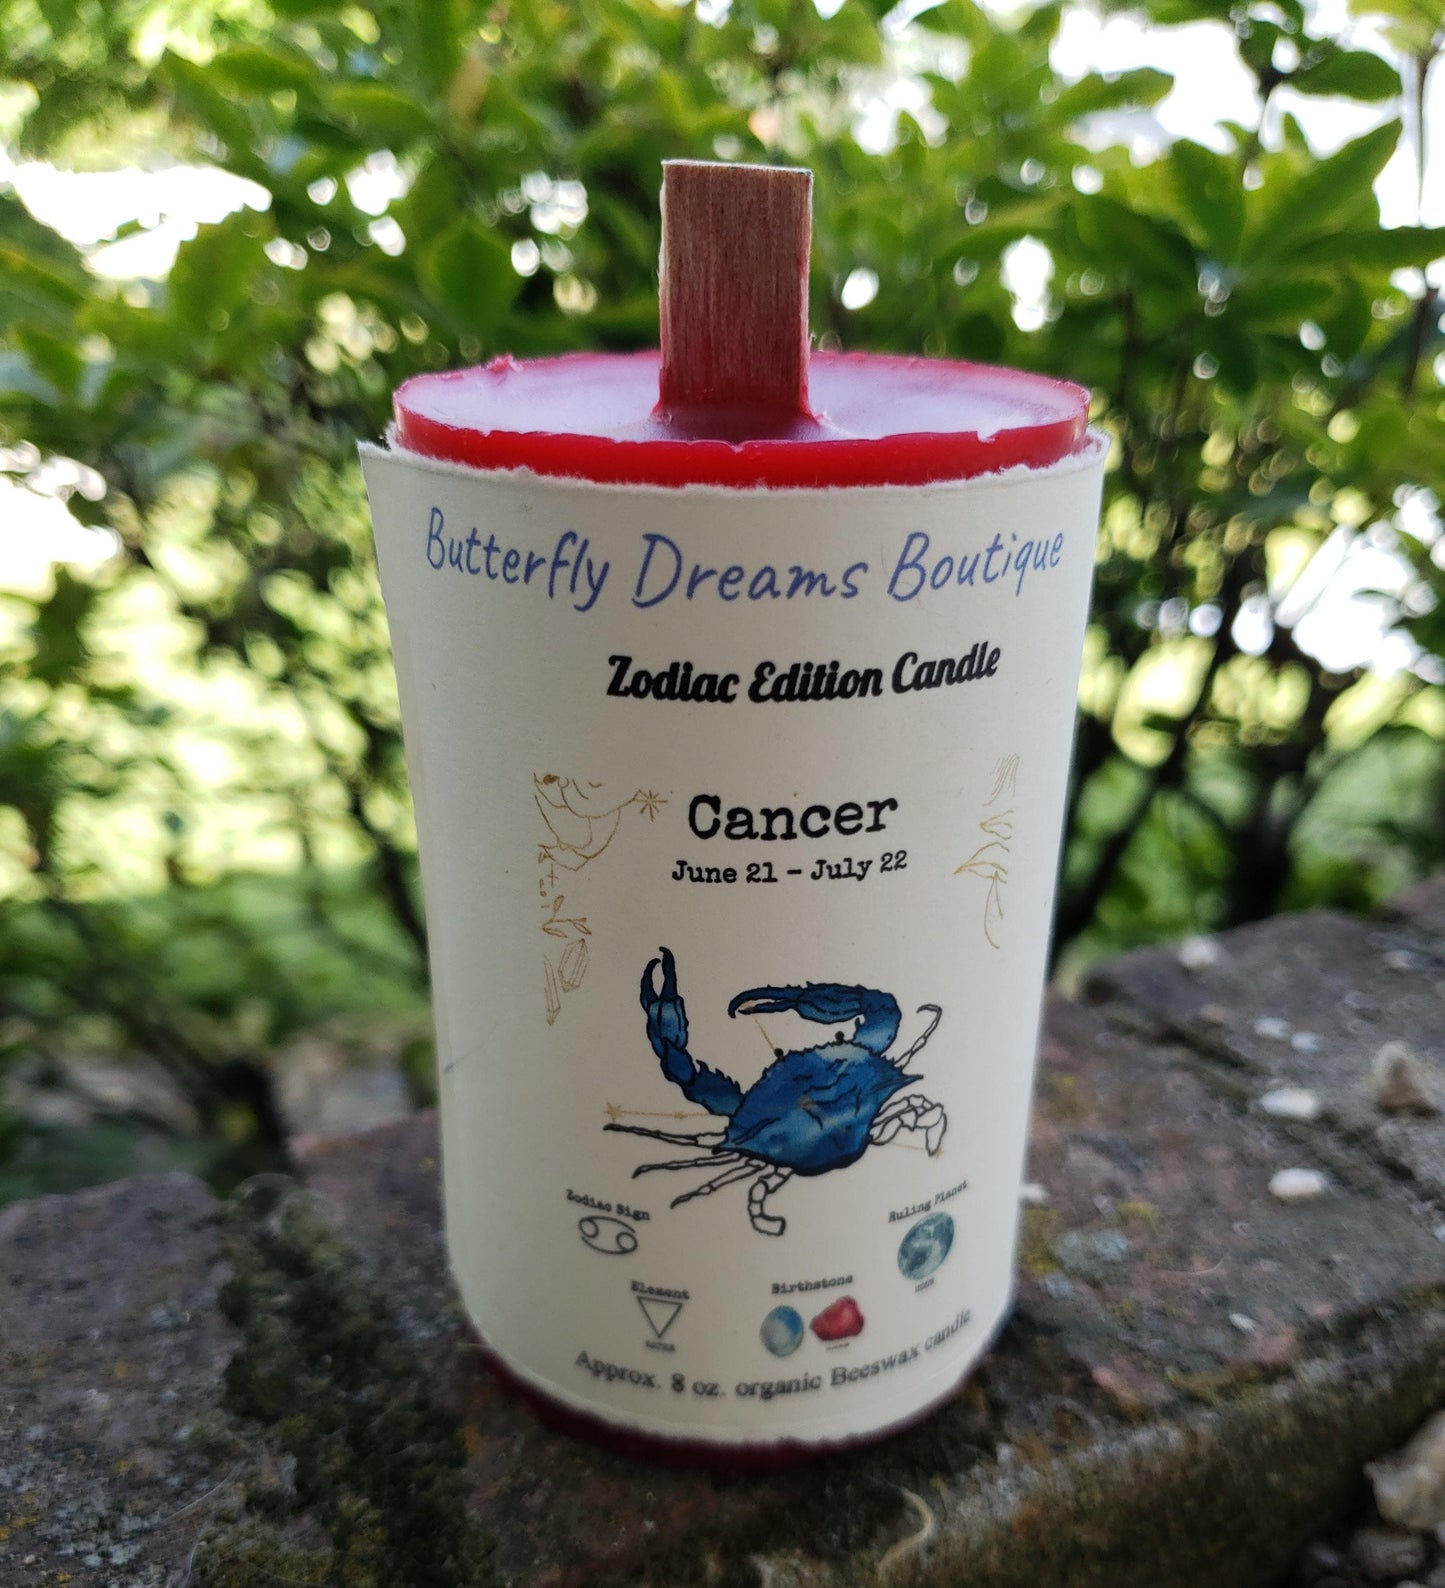 Butterfly Dreams Boutique
Zodiac Edition Candle
Cancer
June 21 - July 22
Zodiac Sign
Ruling Planet
Element
Birthstone
Approx. 8 oz. organic Beeswax candle